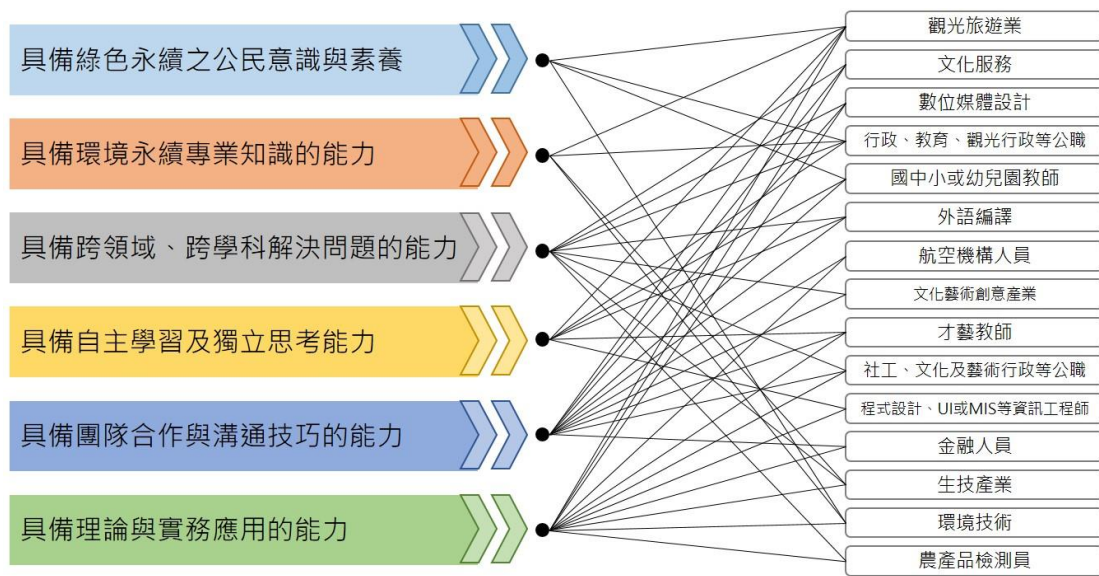 具備綠色永續之公民意識與素養
具備環境永續專業知識的能力
具備跨領域、跨學科解決問題的能力
具備自主學習及獨立思考能力
具備團隊合作與溝通技巧的能力
具備理論與實務應用的能力
觀光旅遊業
文化服務
數位媒體設計
行政、教育、觀光行政等公職
國中小或幼兒園教師
外語編譯
航空機構人員
文化藝術創意產業
才藝教師
社工、文化及藝術行政等公職
程式設計、UI或MIS等資訊工程師
金融人員
生技產業
環境技術
農產品檢測員